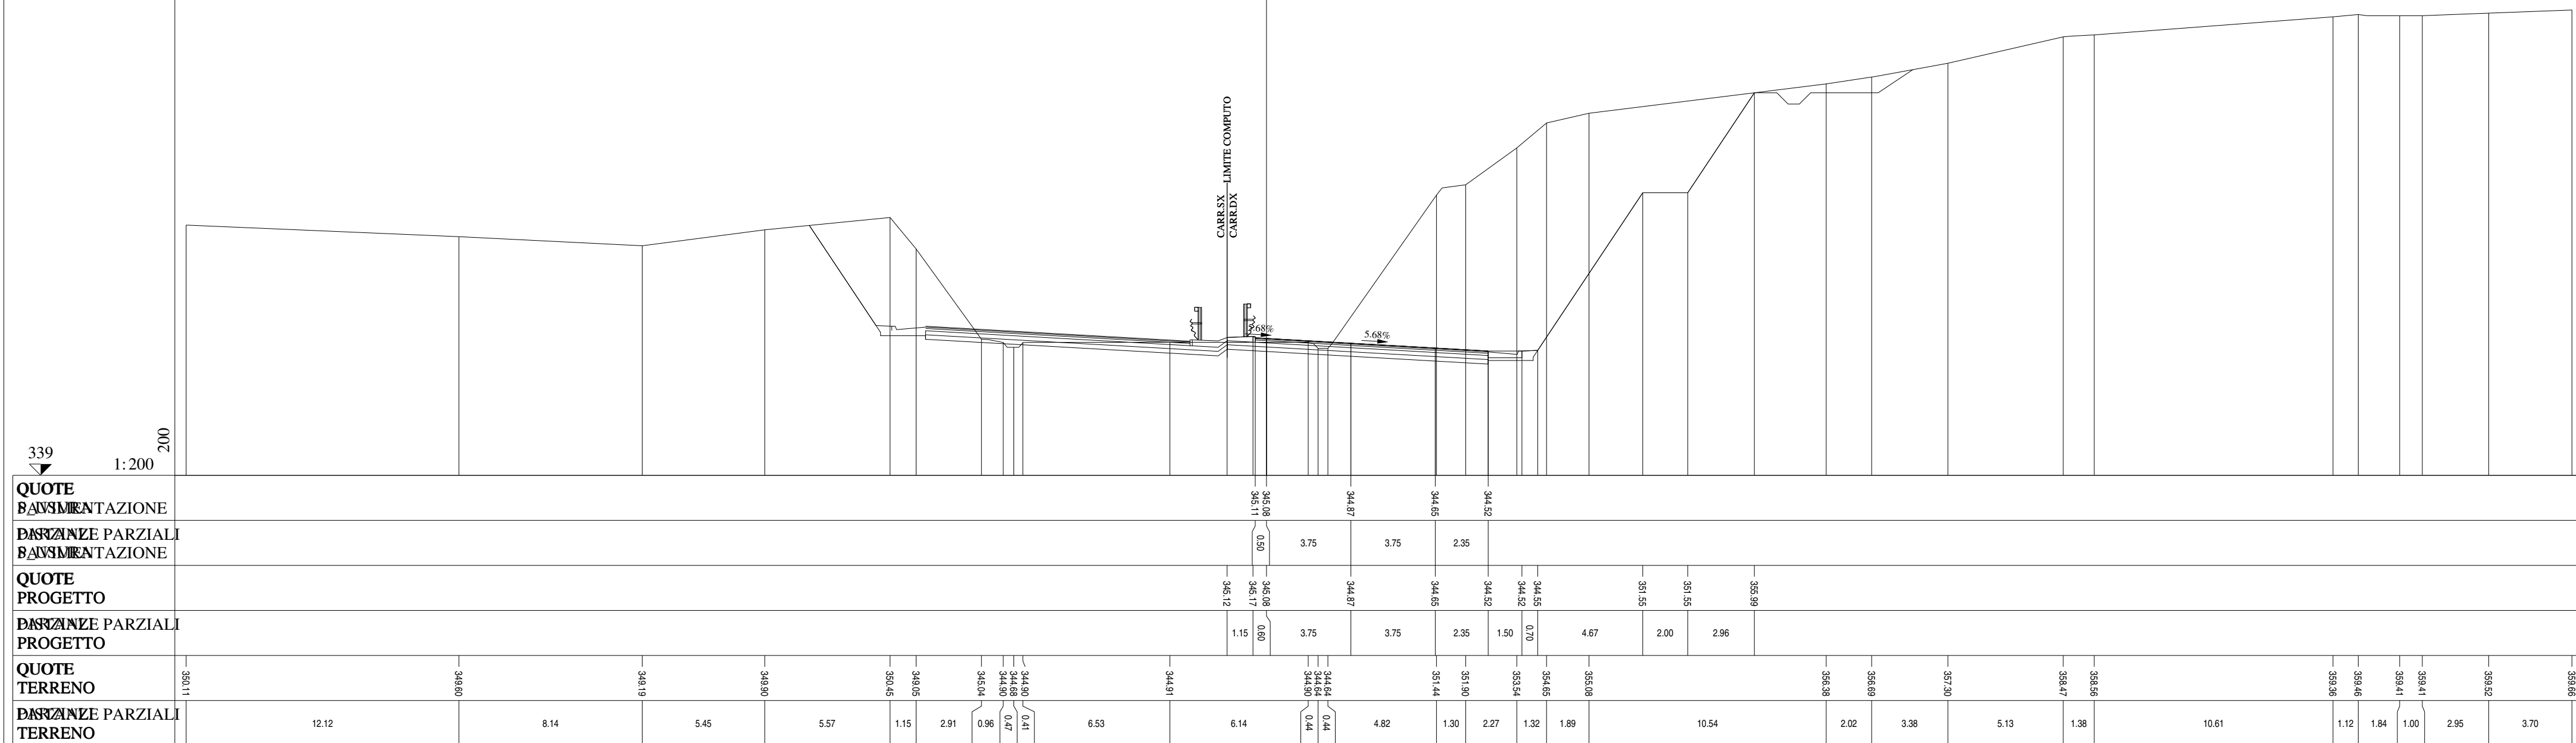 LIMITE COMPUTO
CARR.SX
CARR.DX
5.68%
5.68%
200
339
1:200
QUOTE
PAVIMENTAZIONE
345.11 345.08 344.87 344.65 344.52
DISTANZE PARZIALI
PAVIMENTAZIONE
0.50 3.75 3.75 2.35
QUOTE
PROGETTO
345.12 345.17 345.08 344.87 344.65 344.52 344.52 344.55 351.55 351.55 355.99
DISTANZE PARZIALI
PROGETTO
1.15 0.60 3.75 3.75 2.35 1.50 0.70 4.67 2.00 2.96
QUOTE
TERRENO
350.11 349.60 349.19 349.90 350.45 349.05 345.04 344.90 344.68 344.90 344.91 344.90 344.64 344.64 351.44 351.90 353.54 354.65 355.08 356.38 356.69 357.30 358.47 358.56 359.36 359.46 359.41 359.41 359.52 359.66
DISTANZE PARZIALI
TERRENO
12.12 8.14 5.45 5.57 1.15 2.91 0.96 0.47 0.41 6.53 6.14 0.44 0.44 4.82 1.30 2.27 1.32 1.89 10.54 2.02 3.38 5.13 1.38 10.61 1.12 1.84 1.00 2.95 3.70